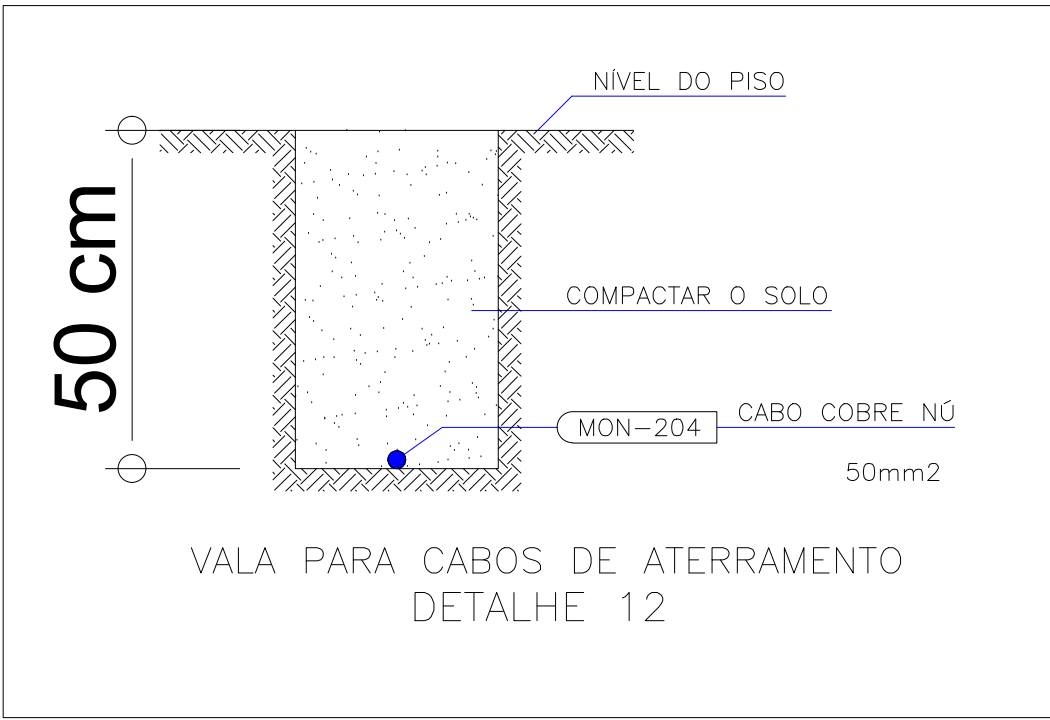 NÍVEL DO PISO
50 cm
COMPACTAR O SOLO
MON-204 CABO COBRE NÚ
50mm2
VALA PARA CABOS DE ATERRAMENTO
DETALHE 12